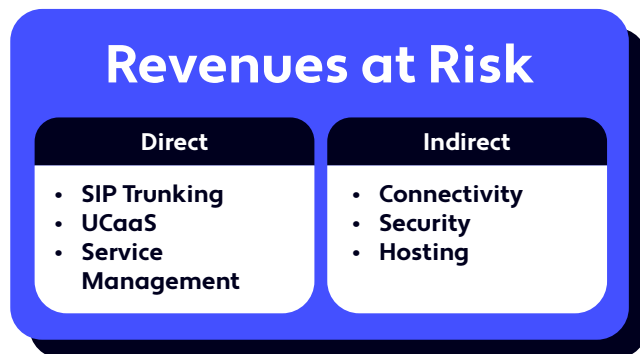 Revenues at Risk
Direct
• SIP Trunking
• UCaaS
• Service
Management
Indirect
• Connectivity
• Security
• Hosting